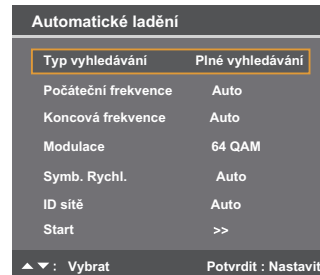 Automatické ladění
Typ vyhledávání Plné vyhledávání
Počáteční frekvence Auto
Koncová frekvence Auto
Modulace 64 QAM
Symb. Rychl. Auto
ID sítě Auto
Start >>
▲ ▼ : Vybrat Potvrdit : Nastavit